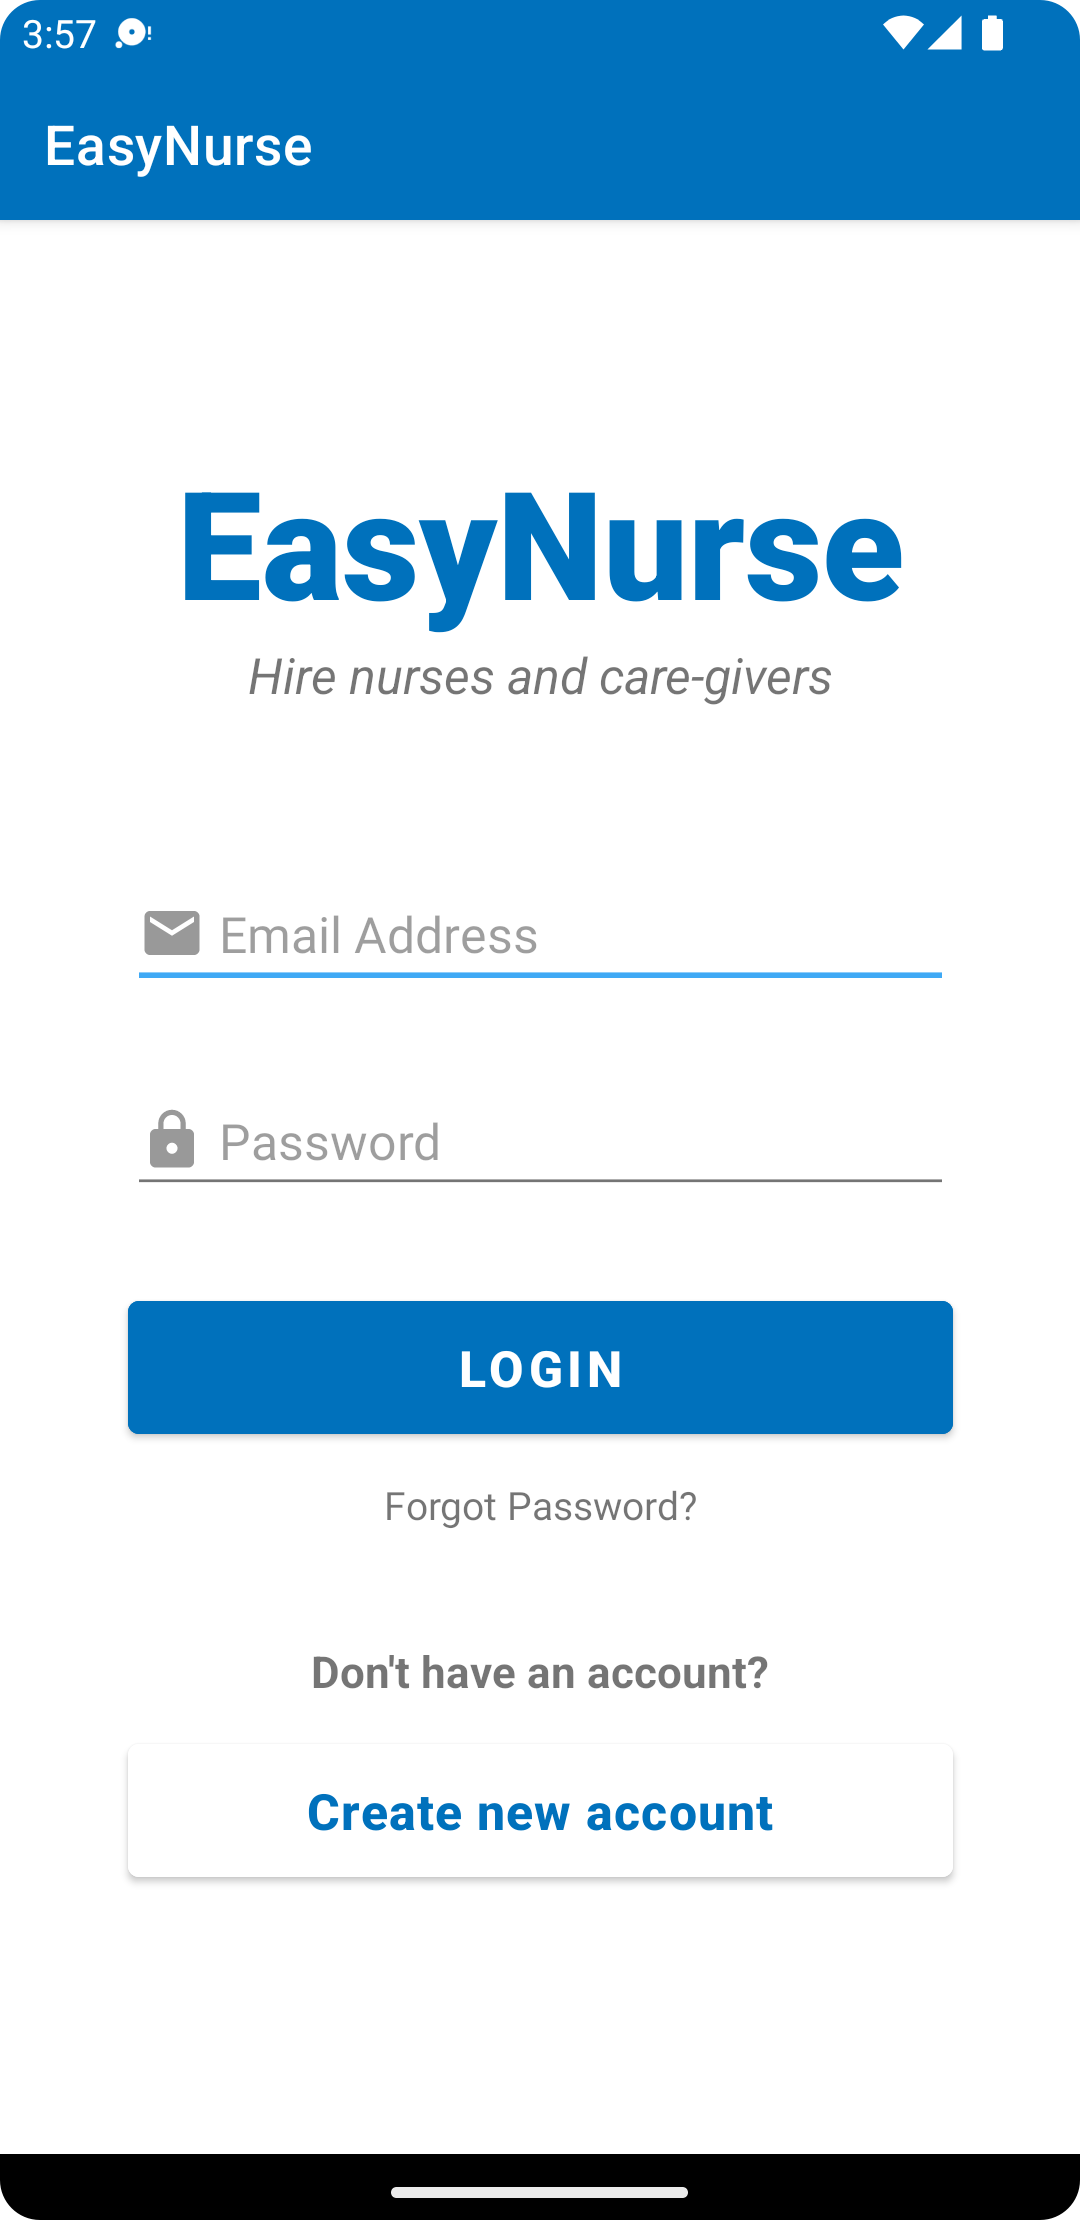 3:57
EasyNurse
EasyNurse
Hire nurses and care-givers
Email Address
Password
LOGIN
Forgot Password?
Don't have an account?
Create new account